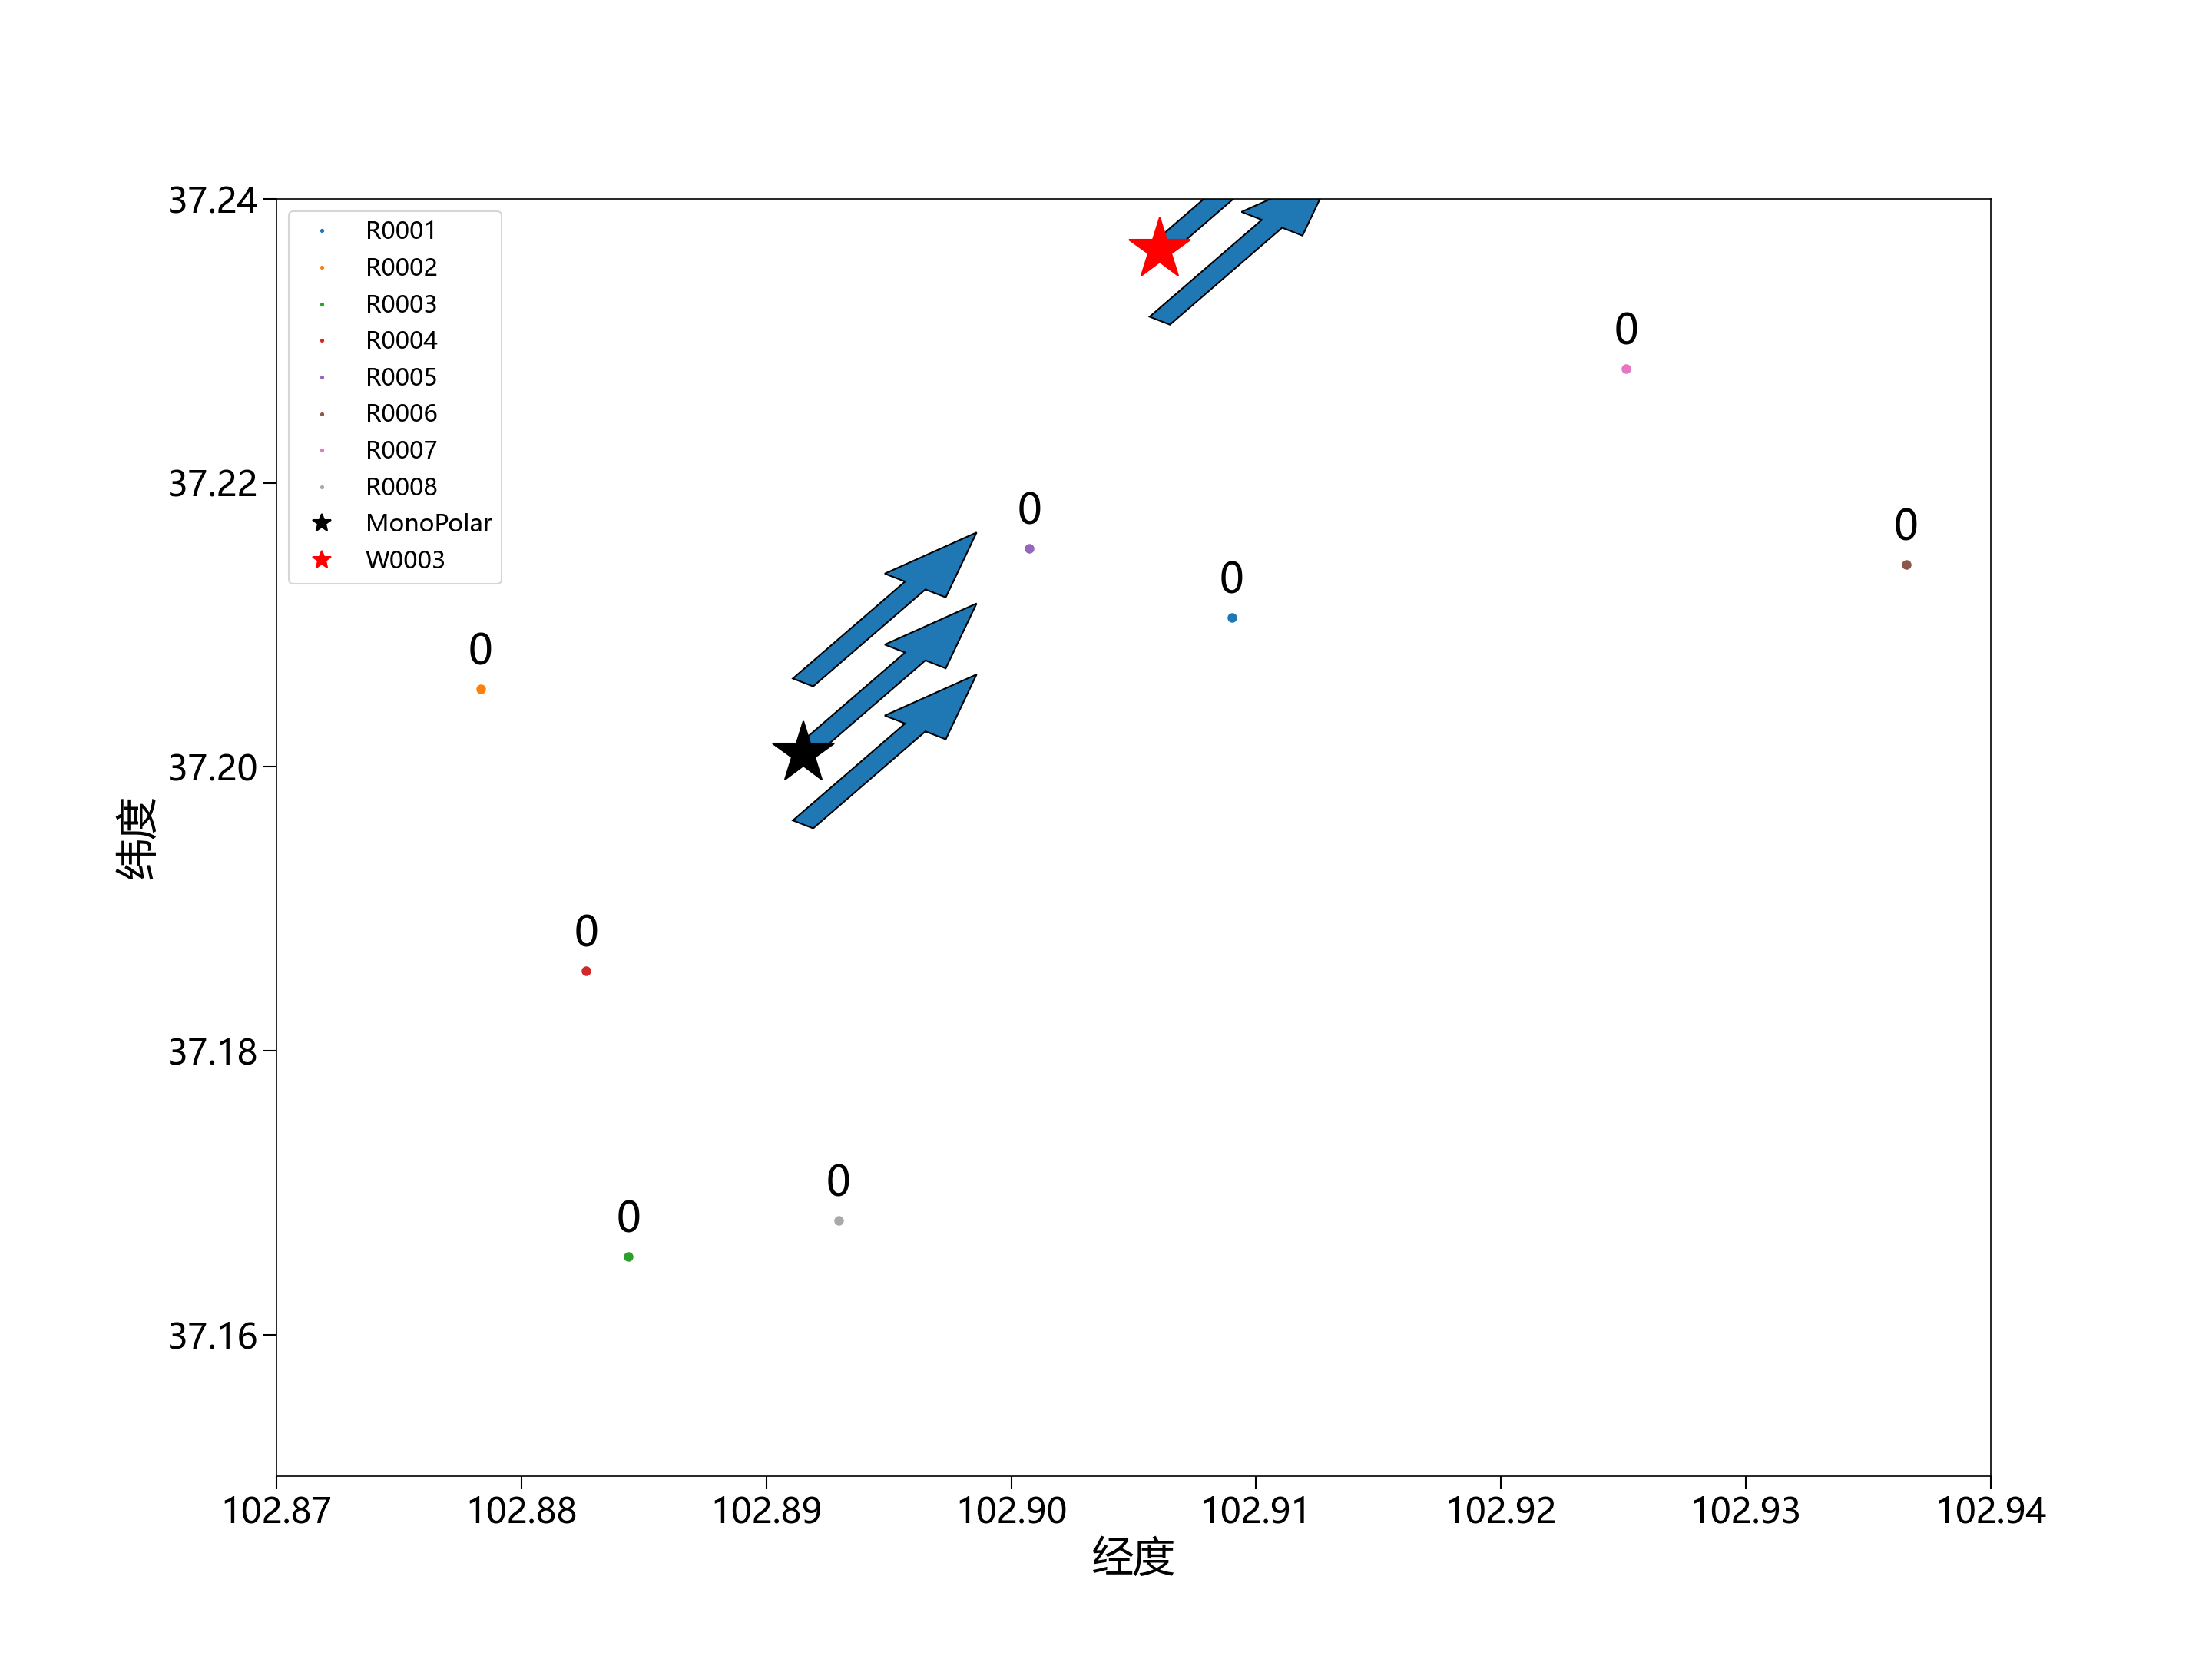 37.24
37.22
37.20
37.18
37.16
纬度
R0001
R0002
R0003
R0004
R0005
R0006
R0007
R0008
MonoPolar
W0003
0
0
0
0
0
0
0
0
102.87 102.88 102.89 102.90 102.91 102.92 102.93 102.94
经度